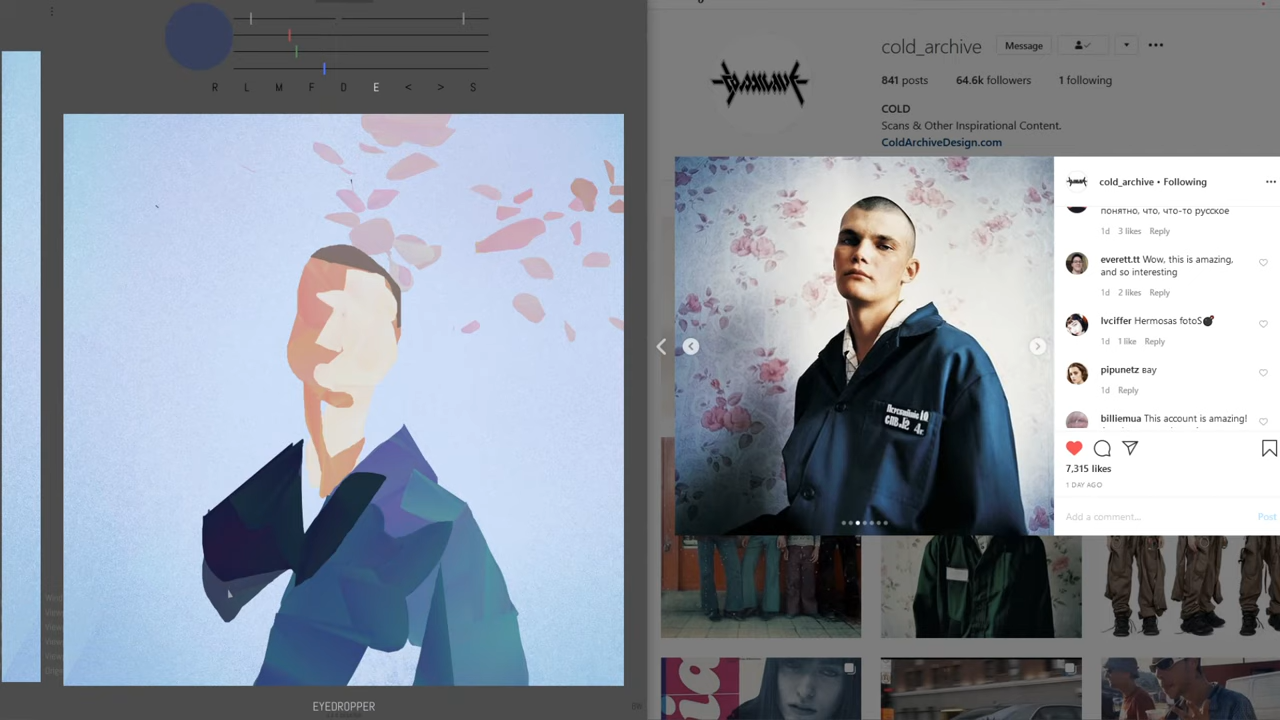 R L M F D E < > S
EYEDROPPER
cold_archive Message
841 posts 64.6k followers 1 following
COLD
Scans & Other Inspirational Content.
ColdArchiveDesign.com
cold_archive • Following
понятно, что, что-то русское
1d 3 likes Reply
everett.tt Wow, this is amazing,
and so interesting
1d 2 likes Reply
lvciffer Hermosas fotoS
1d 1 like Reply
pipunetz вау
1d Reply
billiemua This account is amazing!
7,315 likes
1 DAY AGO
Add a comment... Post